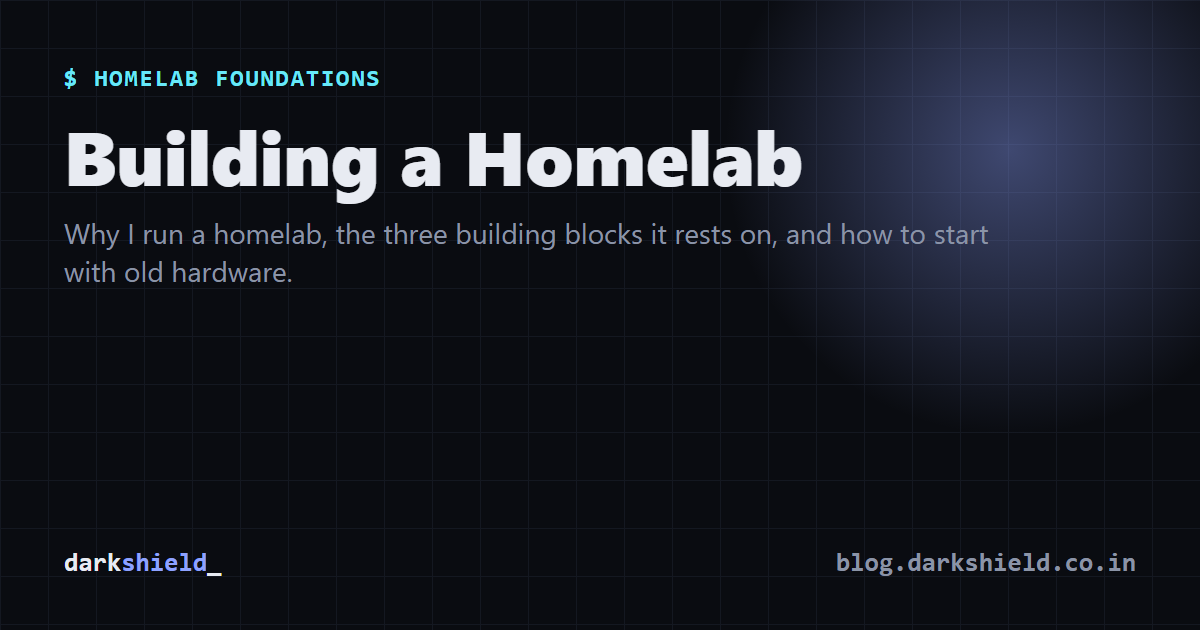 $ HOMELAB FOUNDATIONS
Building a Homelab
Why I run a homelab, the three building blocks it rests on, and how to start
with old hardware.
darkshield_
blog.darkshield.co.in